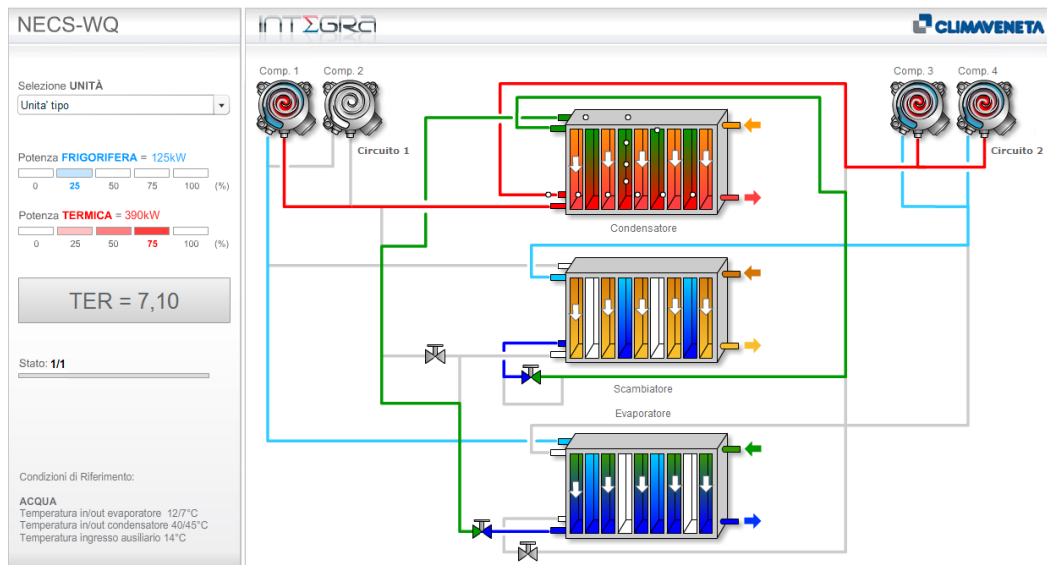 NECS-WQ
INTΣGRA
CLIMAVENETA
Selezione UNITÀ
Unita' tipo
Potenza FRIGORIFERA = 125kW
0 25 50 75 100 (%)
Potenza TERMICA = 390kW
0 25 50 75 100 (%)
TER = 7,10
Stato: 1/1
Condizioni di Riferimento:
ACQUA
Temperatura in/out evaporatore 12/7°C
Temperatura in/out condensatore 40/45°C
Temperatura ingresso ausiliario 14°C
Comp. 1
Comp. 2
Comp. 3
Comp. 4
Circuito 1
Circuito 2
Condensatore
Scambiatore
Evaporatore